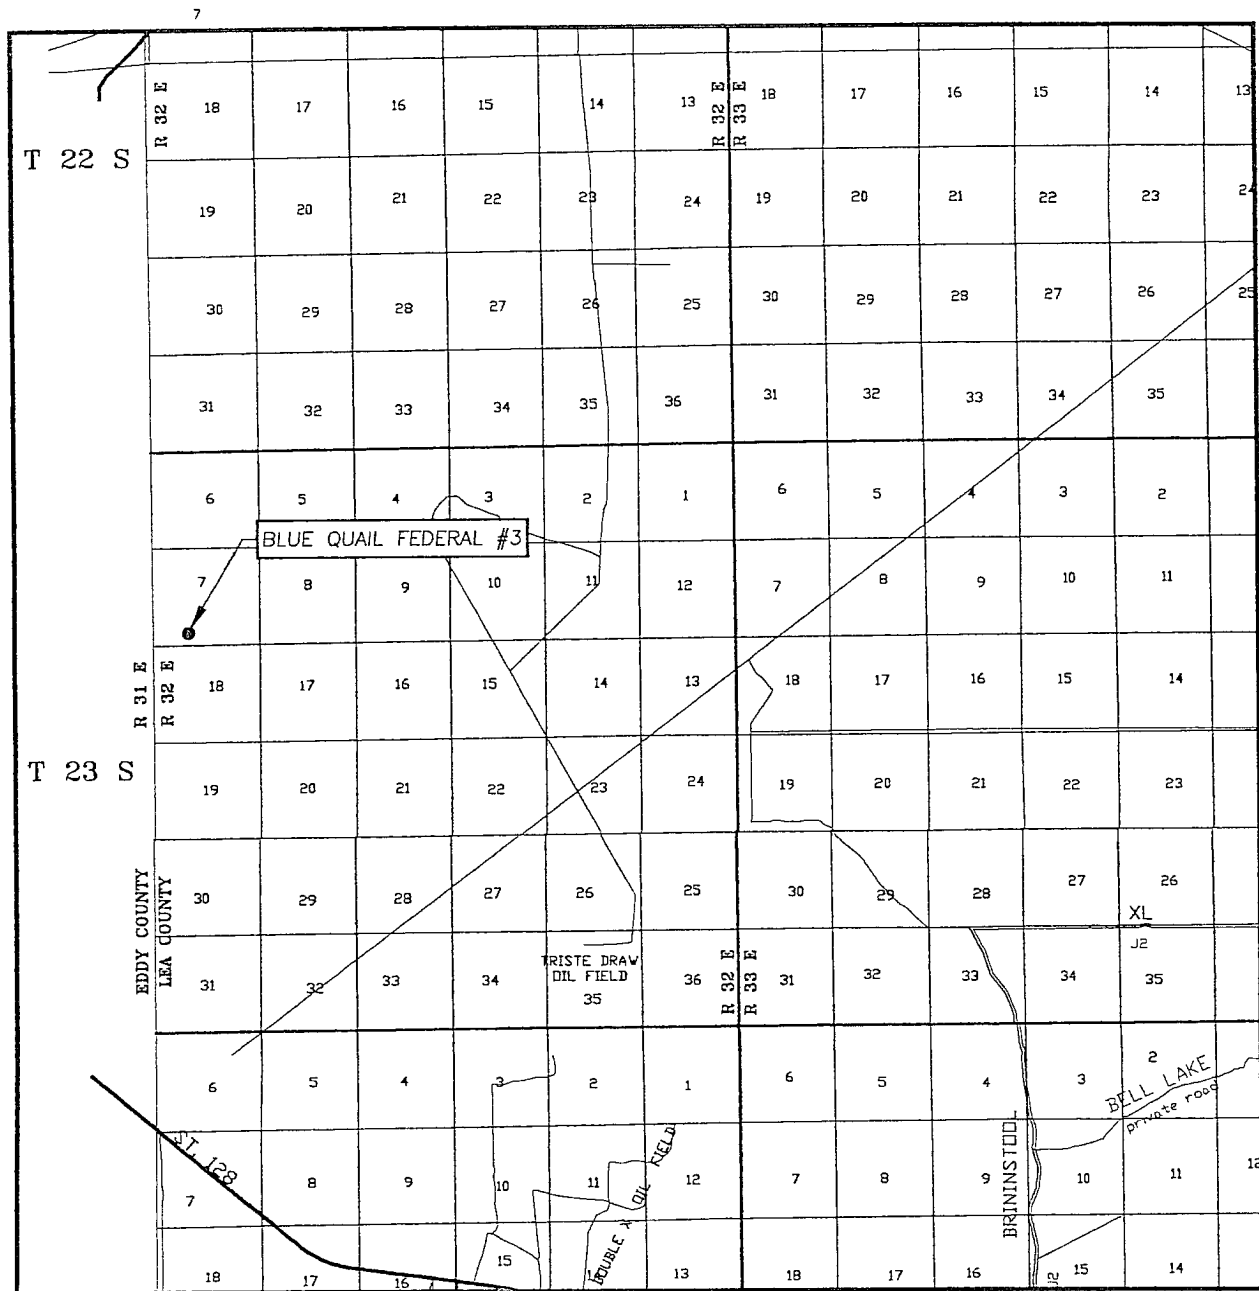 7
R 32 E
18 17 16 15 14 13
R 32 E
R 33 E
18 17 16 15 14 13
T 22 S
19 20 21 22 23 24 19 20 21 22 23 24
30 29 28 27 26 25 30 29 28 27 26 25
31 32 33 34 35 36 31 32 33 34 35
6 5 4 3 2 1 6 5 4 3 2
BLUE QUAIL FEDERAL #3
7 8 9 10 11 12 7 8 9 10 11
R 31 E
R 32 E
18 17 16 15 14 13 18 17 16 15 14
T 23 S
19 20 21 22 23 24 19 20 21 22 23
EDDY COUNTY
LEA COUNTY
30 29 28 27 26 25 30 29 28 27 26
XL
J2
TRISTE DRAW
OIL FIELD
31 32 33 34 35 36
R 32 E
R 33 E
31 32 33 34 35
6 5 4 3 2 1 6 5 4 3 2
BELL LAKE
private road
ST. 128
7 8 9 10 11 12 7 8 9 10 11 12
DOUBLE X OIL FIELD
BRININSTOOL
18 17 16 15 14 13 18 17 16 15 14
J2